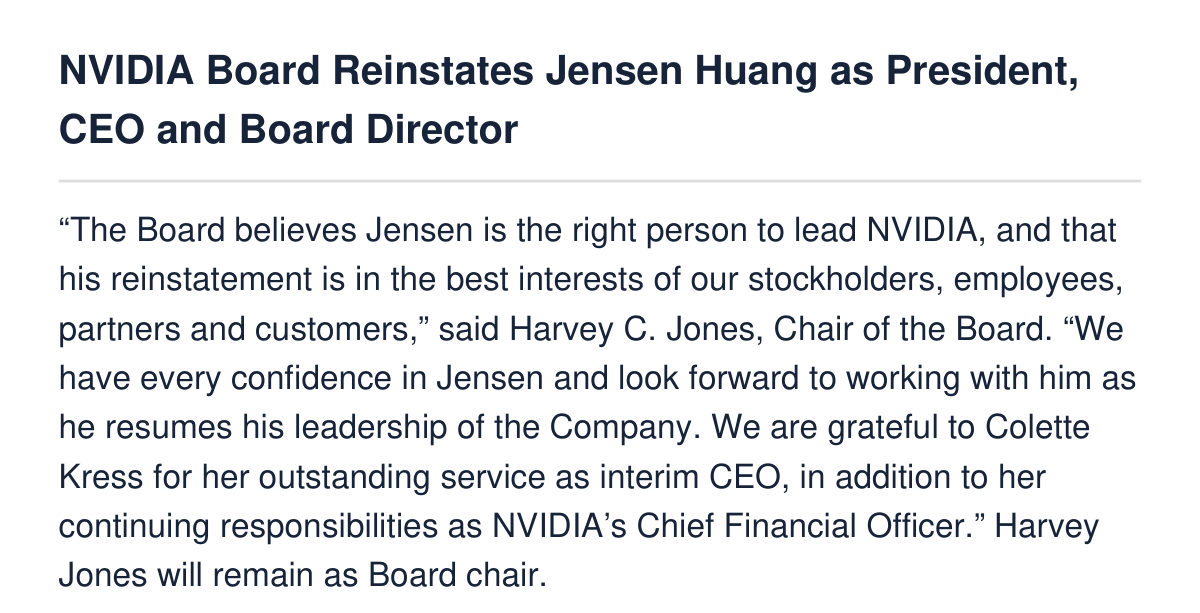 NVIDIA Board Reinstates Jensen Huang as President,
CEO and Board Director
“The Board believes Jensen is the right person to lead NVIDIA, and that
his reinstatement is in the best interests of our stockholders, employees,
partners and customers,” said Harvey C. Jones, Chair of the Board. “We
have every confidence in Jensen and look forward to working with him as
he resumes his leadership of the Company. We are grateful to Colette
Kress for her outstanding service as interim CEO, in addition to her
continuing responsibilities as NVIDIA’s Chief Financial Officer.” Harvey
Jones will remain as Board chair.